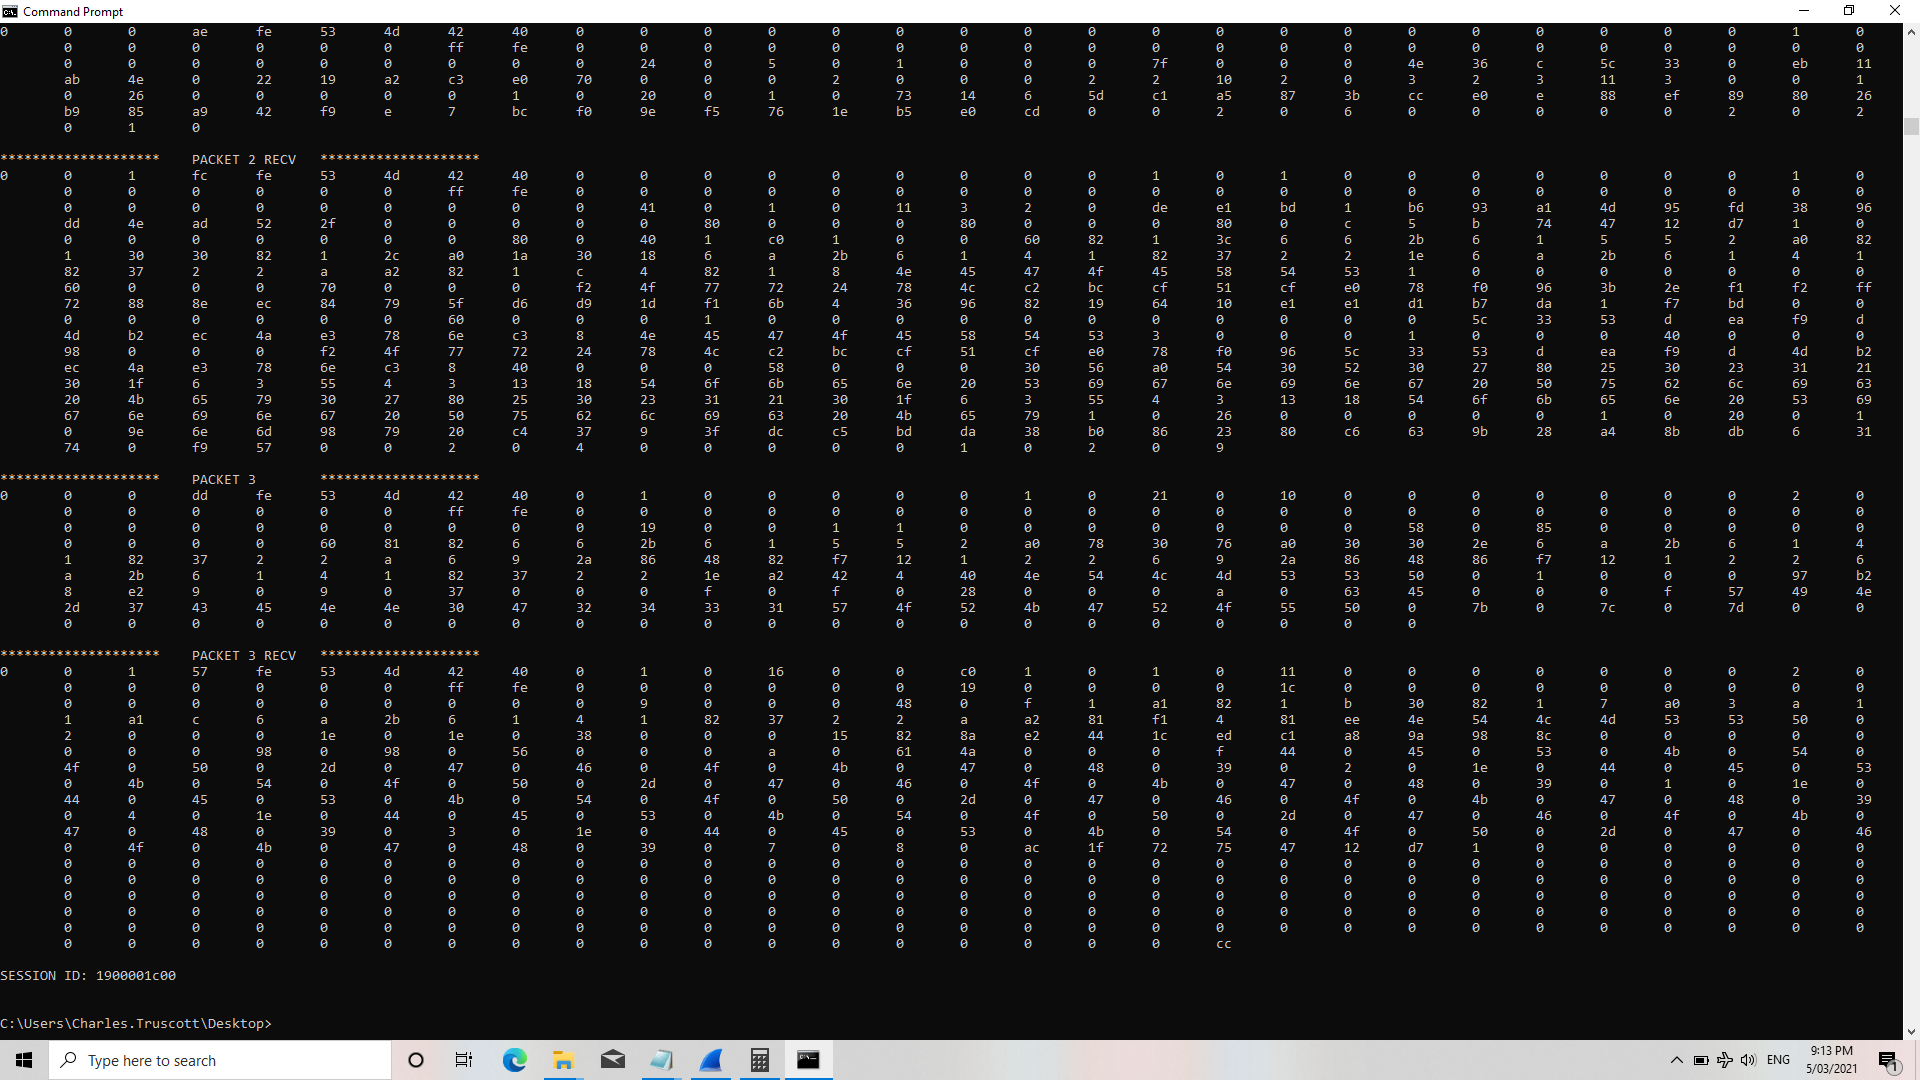 Command Prompt
0 0 0 ae fe 53 4d 42 40 0 0 0 0 0 0 0 0 0 0 0 0 0 0 0 0 0 0 0 1 0
0 0 0 0 0 0 ff fe 0 0 0 0 0 0 0 0 0 0 0 0 0 0 0 0 0 0 0 0 0
0 0 0 0 0 0 0 0 0 24 0 5 0 1 0 0 0 7f 0 0 0 4e 36 c 5c 33 0 eb 11
ab 4e 0 22 19 a2 c3 e0 70 0 0 0 2 0 0 0 2 2 10 2 0 3 2 3 11 3 0 0 1
0 26 0 0 0 0 0 1 0 20 0 1 0 73 14 6 5d c1 a5 87 3b cc e0 e 88 ef 89 80 26
b9 85 a9 42 f9 e 7 bc f0 9e f5 76 1e b5 e0 cd 0 0 2 0 6 0 0 0 0 0 2 0 2
0 1 0
******************** PACKET 2 RECV ********************
0 0 1 fc fe 53 4d 42 40 0 0 0 0 0 0 0 0 0 1 0 1 0 0 0 0 0 0 0 1 0
0 0 0 0 0 0 ff fe 0 0 0 0 0 0 0 0 0 0 0 0 0 0 0 0 0 0 0 0 0
0 0 0 0 0 0 0 0 0 41 0 1 0 11 3 2 0 de e1 bd 1 b6 93 a1 4d 95 fd 38 96
dd 4e ad 52 2f 0 0 0 0 0 80 0 0 0 80 0 0 0 80 0 c 5 b 74 47 12 d7 1 0
0 0 0 0 0 0 0 80 0 40 1 c0 1 0 0 60 82 1 3c 6 6 2b 6 1 5 5 2 a0 82
1 30 30 82 1 2c a0 1a 30 18 6 a 2b 6 1 4 1 82 37 2 2 1e 6 a 2b 6 1 4 1
82 37 2 2 a a2 82 1 c 4 82 1 8 4e 45 47 4f 45 58 54 53 1 0 0 0 0 0 0 0
60 0 0 0 70 0 0 0 f2 4f 77 72 24 78 4c c2 bc cf 51 cf e0 78 f0 96 3b 2e f1 f2 ff
72 88 8e ec 84 79 5f d6 d9 1d f1 6b 4 36 96 82 19 64 10 e1 e1 d1 b7 da 1 f7 bd 0 0
0 0 0 0 0 60 0 0 0 0 1 0 0 0 0 0 0 0 0 0 0 0 5c 33 53 d ea f9 d
4d b2 ec 4a e3 78 6e c3 8 4e 45 47 4f 45 58 54 53 3 0 0 0 1 0 0 0 40 0 0 0
98 0 0 0 f2 4f 77 72 24 78 4c c2 bc cf 51 cf e0 78 f0 96 5c 33 53 d ea f9 d 4d b2
ec 4a e3 78 6e c3 8 40 0 0 0 58 0 0 0 30 56 a0 54 30 52 30 27 80 25 30 23 31 21
30 1f 6 3 55 4 3 13 18 54 6f 6b 65 6e 20 53 69 67 6e 69 6e 67 20 50 75 62 6c 69 63
20 4b 65 79 30 27 80 25 30 23 31 21 30 1f 6 3 55 4 3 13 18 54 6f 6b 65 6e 20 53 69
67 6e 69 6e 67 20 50 75 62 6c 69 63 20 4b 65 79 1 0 26 0 0 0 0 0 1 0 20 0 1
0 9e 6e 6d 98 79 20 c4 37 9 3f dc c5 bd da 38 b0 86 23 80 c6 63 9b 28 a4 8b db 6 31
74 0 f9 57 0 0 2 0 4 0 0 0 0 0 1 0 2 0 9
******************** PACKET 3 ********************
0 0 0 dd fe 53 4d 42 40 0 1 0 0 0 0 0 1 0 21 0 10 0 0 0 0 0 0 0 2 0
0 0 0 0 0 0 ff fe 0 0 0 0 0 0 0 0 0 0 0 0 0 0 0 0 0 0 0 0 0
0 0 0 0 0 0 0 0 0 19 0 0 1 1 0 0 0 0 0 0 0 58 0 85 0 0 0 0 0
0 0 0 0 60 81 82 6 6 2b 6 1 5 5 2 a0 78 30 76 a0 30 30 2e 6 a 2b 6 1 4
1 82 37 2 2 a 6 9 2a 86 48 82 f7 12 1 2 2 6 9 2a 86 48 86 f7 12 1 2 2 6
a 2b 6 1 4 1 82 37 2 2 1e a2 42 4 40 4e 54 4c 4d 53 53 50 0 1 0 0 0 97 b2
8 e2 9 0 9 0 37 0 0 0 f 0 f 0 28 0 0 0 a 0 63 45 0 0 0 f 57 49 4e
2d 37 43 45 4e 4e 30 47 32 34 33 31 57 4f 52 4b 47 52 4f 55 50 0 7b 0 7c 0 7d 0 0
0 0 0 0 0 0 0 0 0 0 0 0 0 0 0 0 0 0 0 0 0 0
******************** PACKET 3 RECV ********************
0 0 1 57 fe 53 4d 42 40 0 1 0 16 0 0 c0 1 0 1 0 11 0 0 0 0 0 0 0 2 0
0 0 0 0 0 0 ff fe 0 0 0 0 0 0 19 0 0 0 0 1c 0 0 0 0 0 0 0 0 0
0 0 0 0 0 0 0 0 0 9 0 0 0 48 0 f 1 a1 82 1 b 30 82 1 7 a0 3 a 1
1 a1 c 6 a 2b 6 1 4 1 82 37 2 2 a a2 81 f1 4 81 ee 4e 54 4c 4d 53 53 50 0
2 0 0 0 1e 0 1e 0 38 0 0 0 15 82 8a e2 44 1c ed c1 a8 9a 98 8c 0 0 0 0 0
0 0 0 98 0 98 0 56 0 0 0 a 0 61 4a 0 0 0 f 44 0 45 0 53 0 4b 0 54 0
4f 0 50 0 2d 0 47 0 46 0 4f 0 4b 0 47 0 48 0 39 0 2 0 1e 0 44 0 45 0 53
0 4b 0 54 0 4f 0 50 0 2d 0 47 0 46 0 4f 0 4b 0 47 0 48 0 39 0 1 0 1e 0
44 0 45 0 53 0 4b 0 54 0 4f 0 50 0 2d 0 47 0 46 0 4f 0 4b 0 47 0 48 0 39
0 4 0 1e 0 44 0 45 0 53 0 4b 0 54 0 4f 0 50 0 2d 0 47 0 46 0 4f 0 4b 0
47 0 48 0 39 0 3 0 1e 0 44 0 45 0 53 0 4b 0 54 0 4f 0 50 0 2d 0 47 0 46
0 4f 0 4b 0 47 0 48 0 39 0 7 0 8 0 ac 1f 72 75 47 12 d7 1 0 0 0 0 0 0
0 0 0 0 0 0 0 0 0 0 0 0 0 0 0 0 0 0 0 0 0 0 0 0 0 0 0 0 0
0 0 0 0 0 0 0 0 0 0 0 0 0 0 0 0 0 0 0 0 0 0 0 0 0 0 0 0 0
0 0 0 0 0 0 0 0 0 0 0 0 0 0 0 0 0 0 0 0 0 0 0 0 0 0 0 0 0
0 0 0 0 0 0 0 0 0 0 0 0 0 0 0 0 0 0 0 0 0 0 0 0 0 0 0 0 0
0 0 0 0 0 0 0 0 0 0 0 0 0 0 0 0 0 0 0 0 0 0 0 0 0 0 0 0 0
0 0 0 0 0 0 0 0 0 0 0 0 0 0 0 0 0 0 cc
SESSION ID: 1900001c00
C:\Users\Charles.Truscott\Desktop>
Type here to search
ENG
9:13 PM
5/03/2021
1